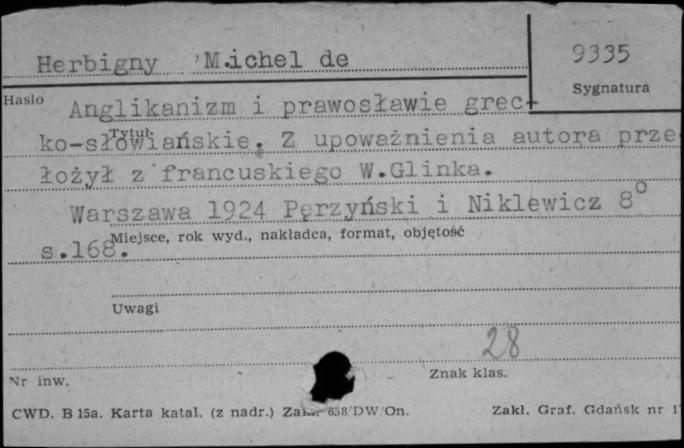 Herbigny Michel de
9335
Sygnatura
Hasło
Anglikanizm i prawosławie grec-
ko-słowiańskie. Z upoważnienia autora prze
Tytuł
łożył z francuskiego W.Glinka.
Warszawa 1924 Pęrzyński i Niklewicz 8°
Miejsce, rok wyd., nakładca, format, objętość
s.168.
Uwagi
28
Nr inw.
Znak klas.
CWD. B 15a. Karta katal. (z nadr.) 658/DW/On.
Zakł. Graf. Gdańsk nr